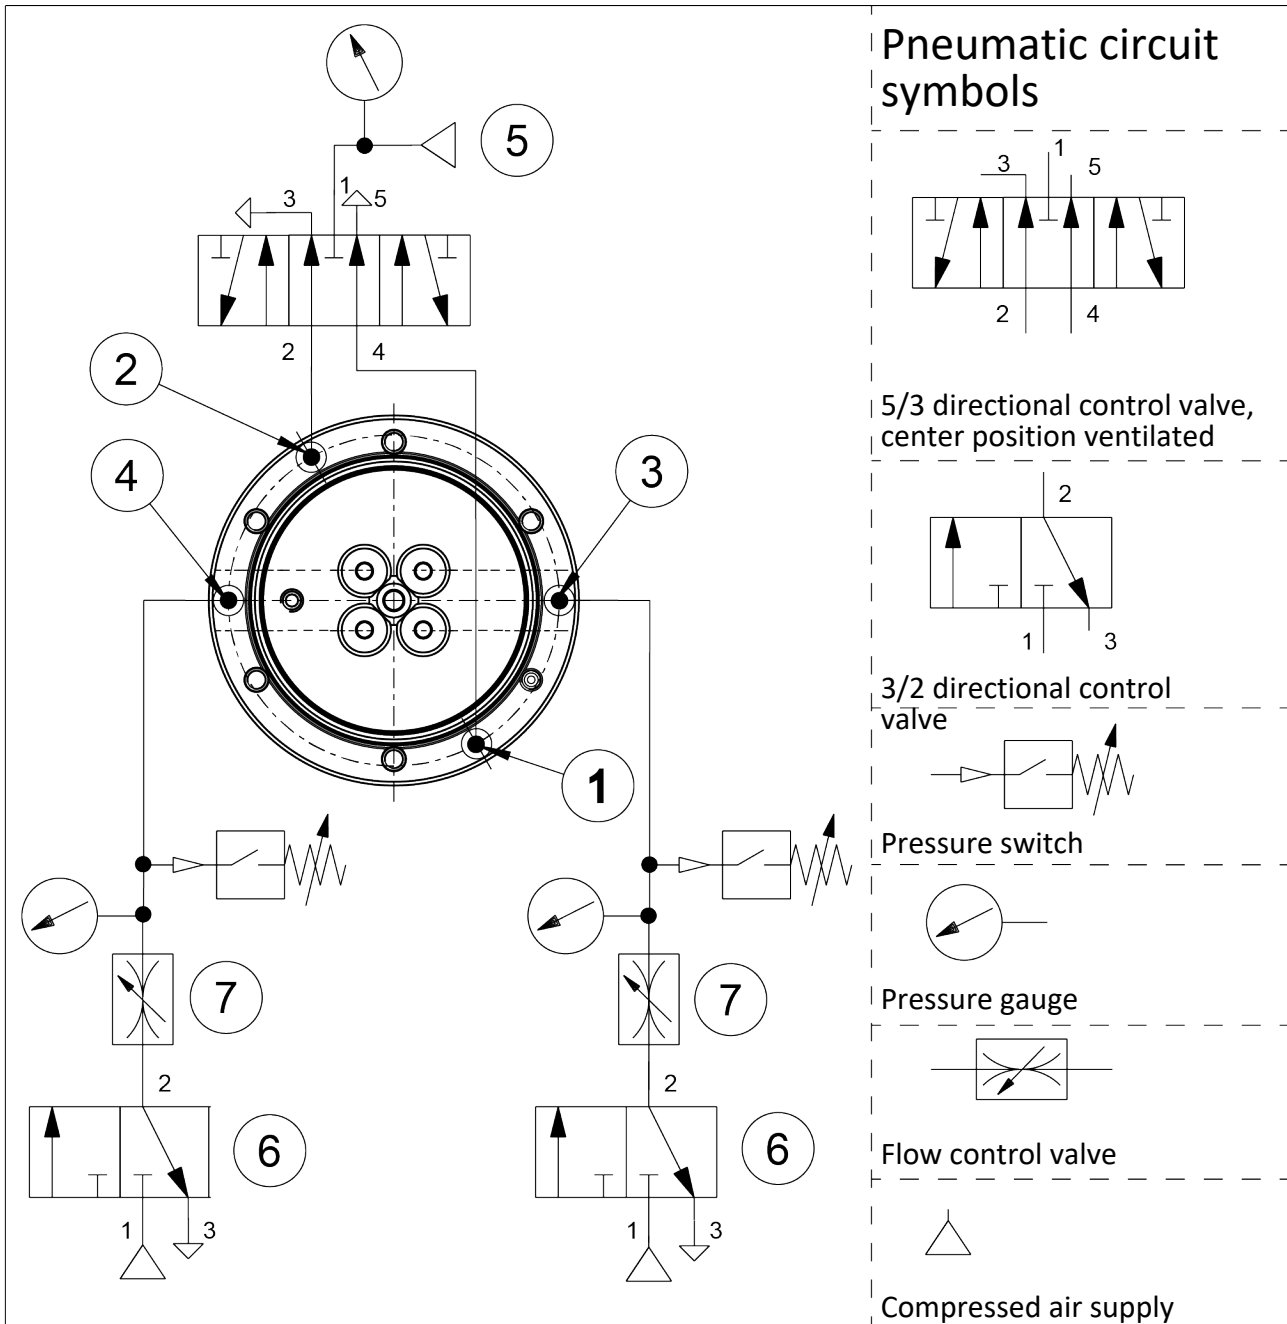 Pneumatic circuit
symbols
5
1
3
5
2
4
2
4
3
1
7
7
2
2
6
6
1
3
1
3
1
3
5
2
4
5/3 directional control valve,
center position ventilated
2
1
3
3/2 directional control
valve
Pressure switch
Pressure gauge
Flow control valve
Compressed air supply